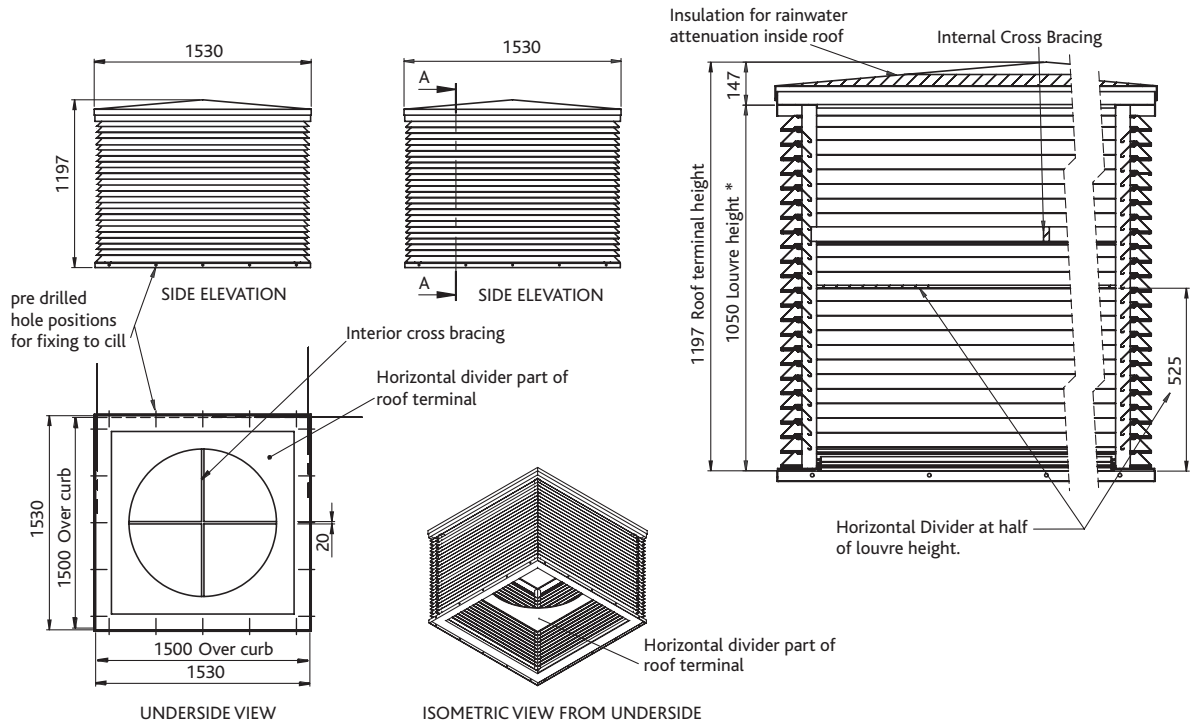 1530
1197
SIDE ELEVATION
1530
A
A
SIDE ELEVATION
Insulation for rainwater
attenuation inside roof
Internal Cross Bracing
147
1197 Roof terminal height
1050 Louvre height *
525
Horizontal Divider at half
of louvre height.
pre drilled
hole positions
for fixing to cill
Interior cross bracing
Horizontal divider part of
roof terminal
1530
1500 Over curb
20
1500 Over curb
1530
UNDERSIDE VIEW
Horizontal divider part of
roof terminal
ISOMETRIC VIEW FROM UNDERSIDE